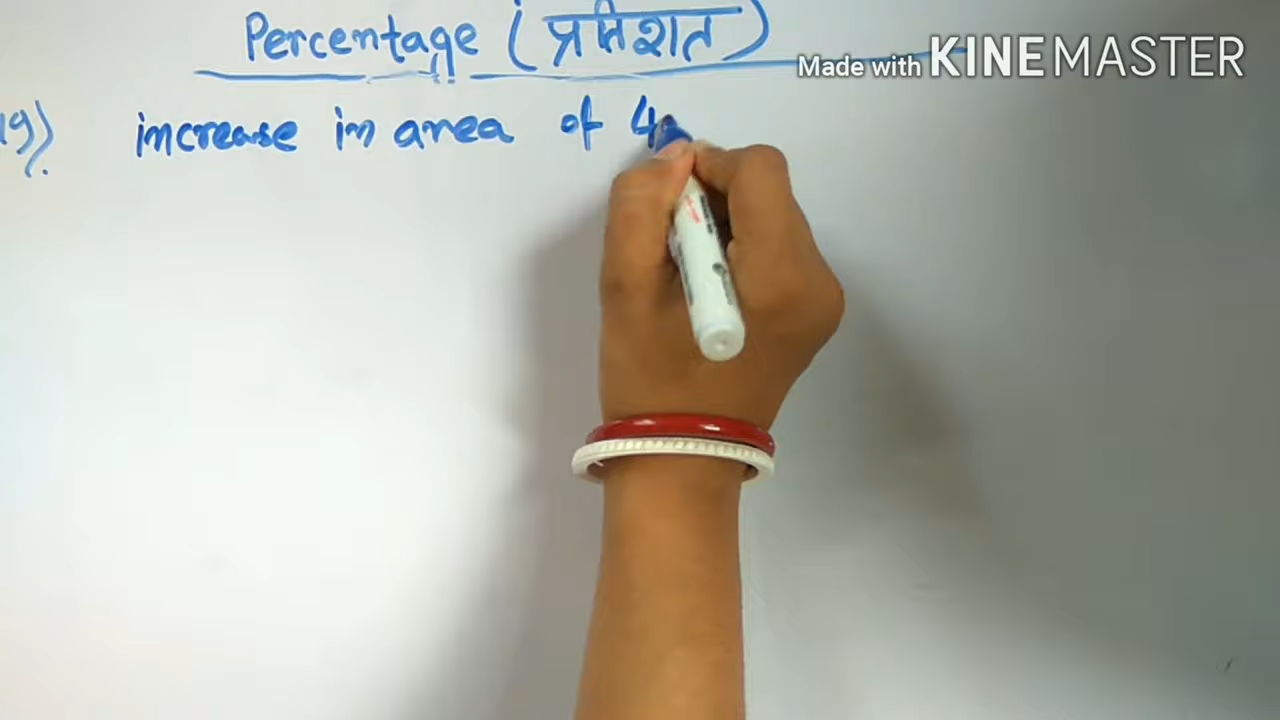 Percentage (प्रतिशत)
Made with KINEMASTER
19) increase in area of 4